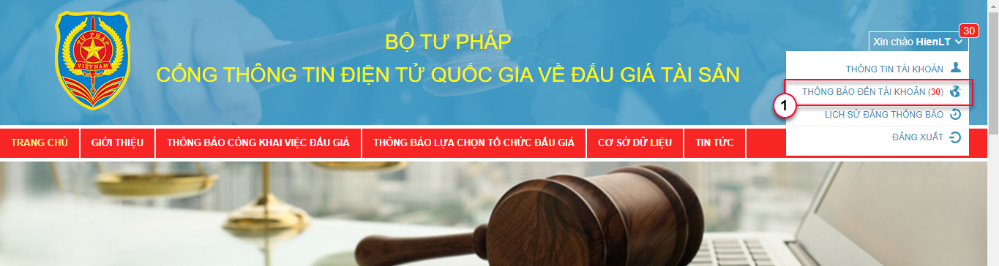 30
Xin chào HienLT
BỘ TƯ PHÁP
CỔNG THÔNG TIN ĐIỆN TỬ QUỐC GIA VỀ ĐẤU GIÁ TÀI SẢN
TƯ PHÁP
VIỆT NAM
THÔNG TIN TÀI KHOẢN
THÔNG BÁO ĐẾN TÀI KHOẢN (30)
1
LỊCH SỬ ĐĂNG THÔNG BÁO
ĐĂNG XUẤT
TRANG CHỦ
GIỚI THIỆU
THÔNG BÁO CÔNG KHAI VIỆC ĐẤU GIÁ
THÔNG BÁO LỰA CHỌN TỔ CHỨC ĐẤU GIÁ
CƠ SỞ DỮ LIỆU
TIN TỨC